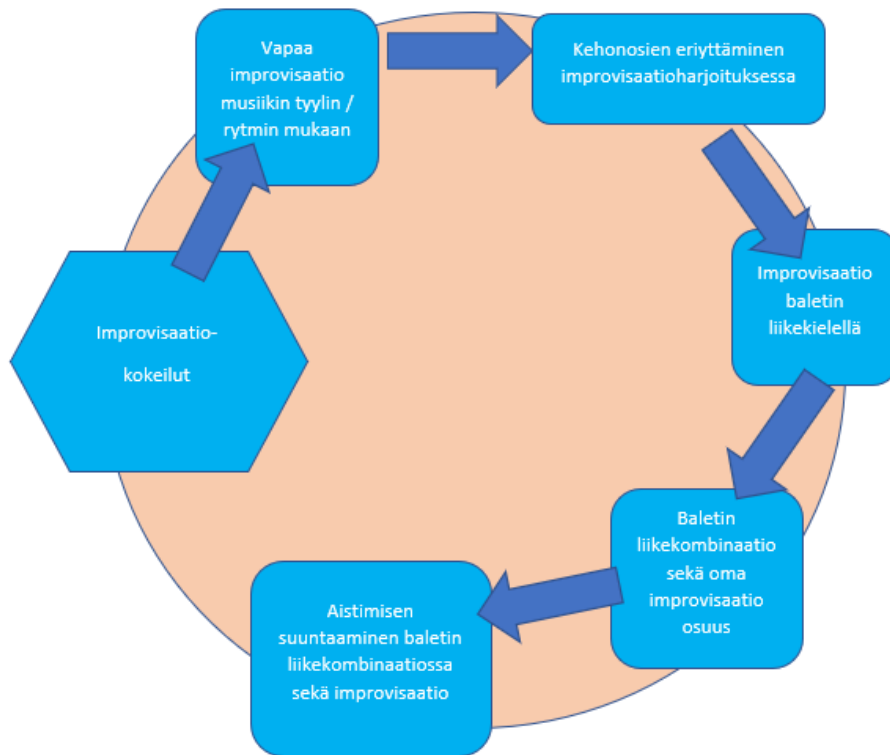 Improvisaatio-
kokeilut
Vapaa
improvisaatio
musiikin tyylin /
rytmin mukaan
Kehonosien eriyttäminen
improvisaatioharjoituksessa
Improvisaatio
baletin
liikekielellä
Baletin
liikekombinaatio
sekä oma
improvisaatio
osuus
Aistimisen
suuntaaminen baletin
liikekombinaatiossa
sekä improvisaatio